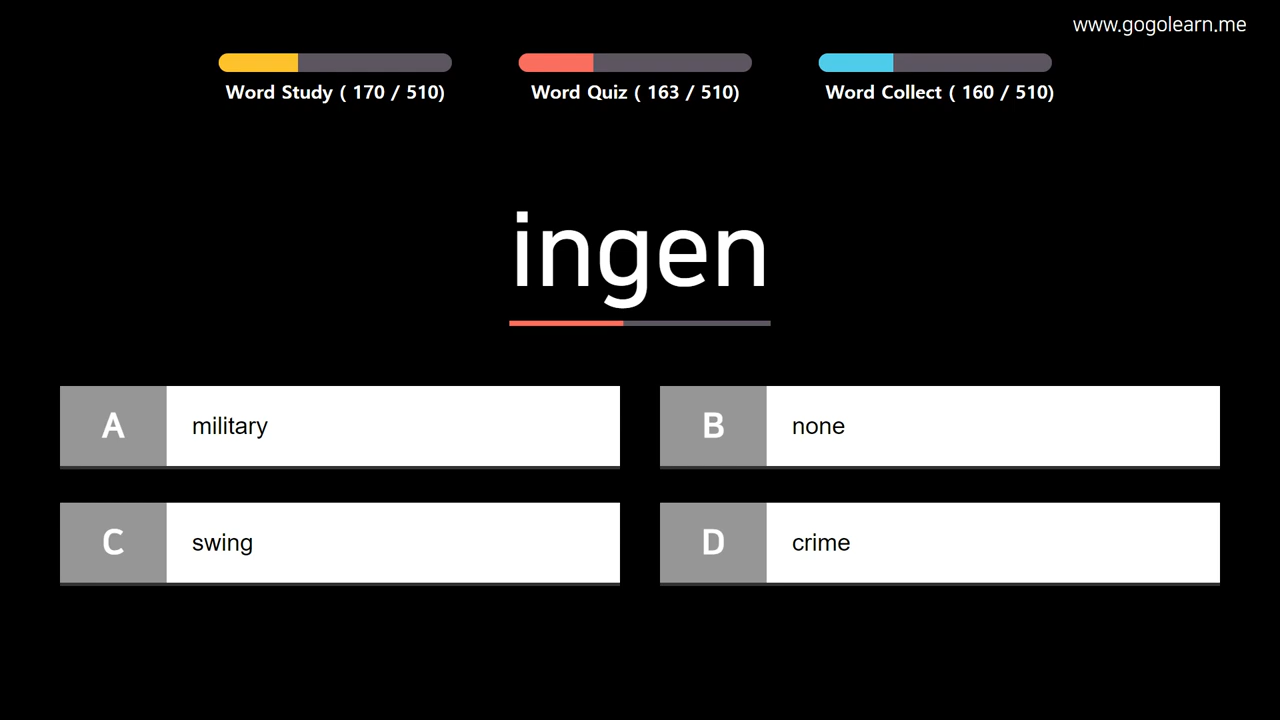 www.gogolearn.me
Word Study ( 170 / 510)
Word Quiz ( 163 / 510)
Word Collect ( 160 / 510)
ingen
A military
B none
C swing
D crime